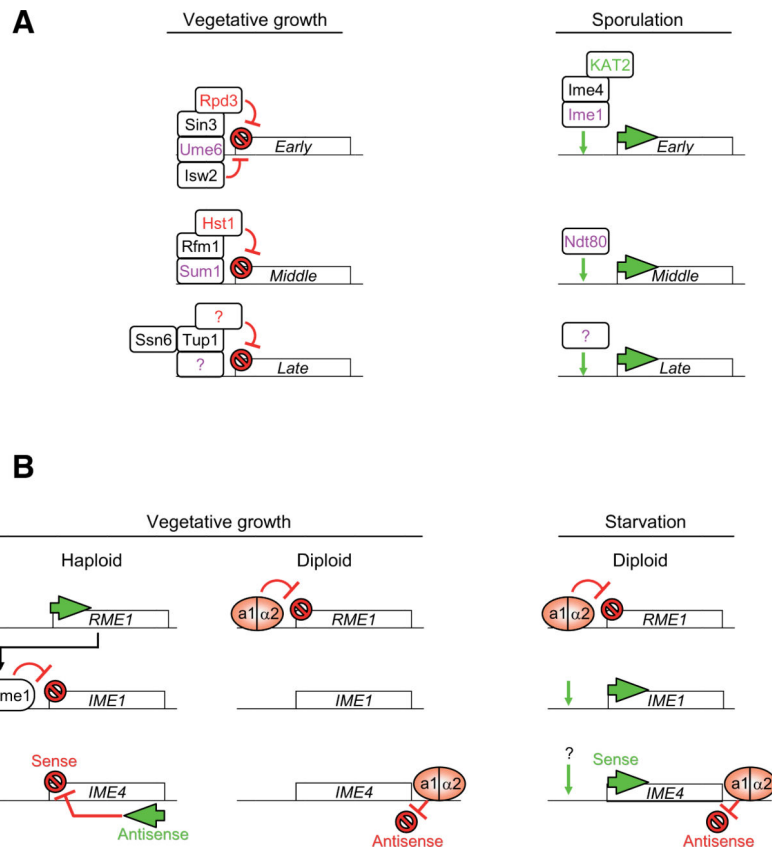 A
Vegetative growth
Sporulation
Rpd3
Sin3
Ume6
Isw2
Early
KAT2
Ime4
Ime1
Early
Hst1
Rfm1
Sum1
Middle
Ndt80
Middle
?
Ssn6 Tup1
?
Late
?
Late
B
Vegetative growth
Starvation
Haploid
Diploid
Diploid
RME1
a1 α2
RME1
a1 α2
RME1
me1
IME1
IME1
IME1
Sense
IME4
Antisense
IME4
a1 α2
Antisense
?
Sense
IME4
a1 α2
Antisense